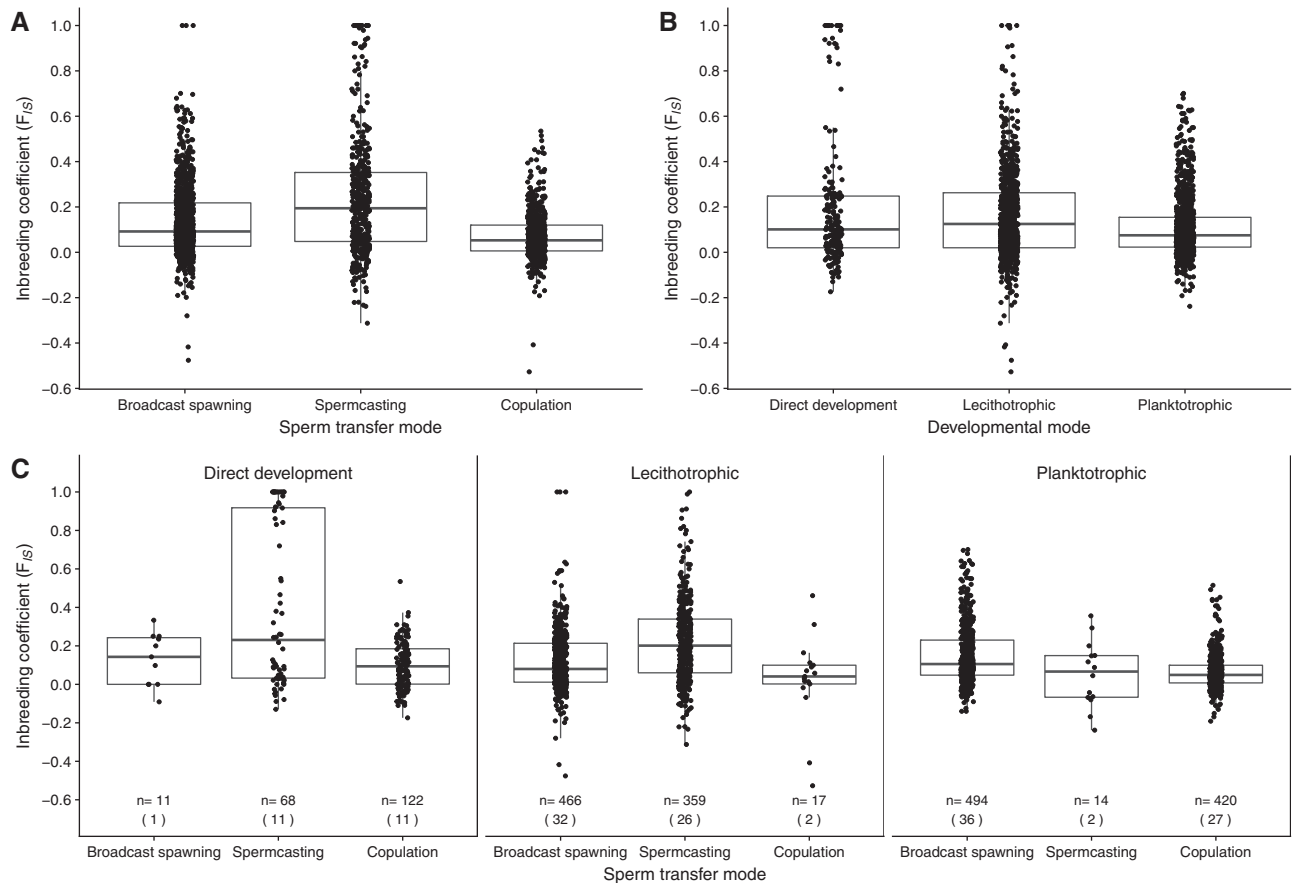 A
Inbreeding coefficient (FIS)
1.0
0.8
0.6
0.4
0.2
0.0
−0.2
−0.4
−0.6
Broadcast spawning Spermcasting Copulation
Sperm transfer mode
B
Inbreeding coefficient (FIS)
1.0
0.8
0.6
0.4
0.2
0.0
−0.2
−0.4
−0.6
Direct development Lecithotrophic Planktotrophic
Developmental mode
C
Inbreeding coefficient (FIS)
1.0
0.8
0.6
0.4
0.2
0.0
−0.2
−0.4
−0.6
Direct development
n= 11 n= 68 n= 122
( 1 ) ( 11 ) ( 11 )
Broadcast spawning Spermcasting Copulation
Lecithotrophic
n= 466 n= 359 n= 17
( 32 ) ( 26 ) ( 2 )
Broadcast spawning Spermcasting Copulation
Planktotrophic
n= 494 n= 14 n= 420
( 36 ) ( 2 ) ( 27 )
Broadcast spawning Spermcasting Copulation
Sperm transfer mode